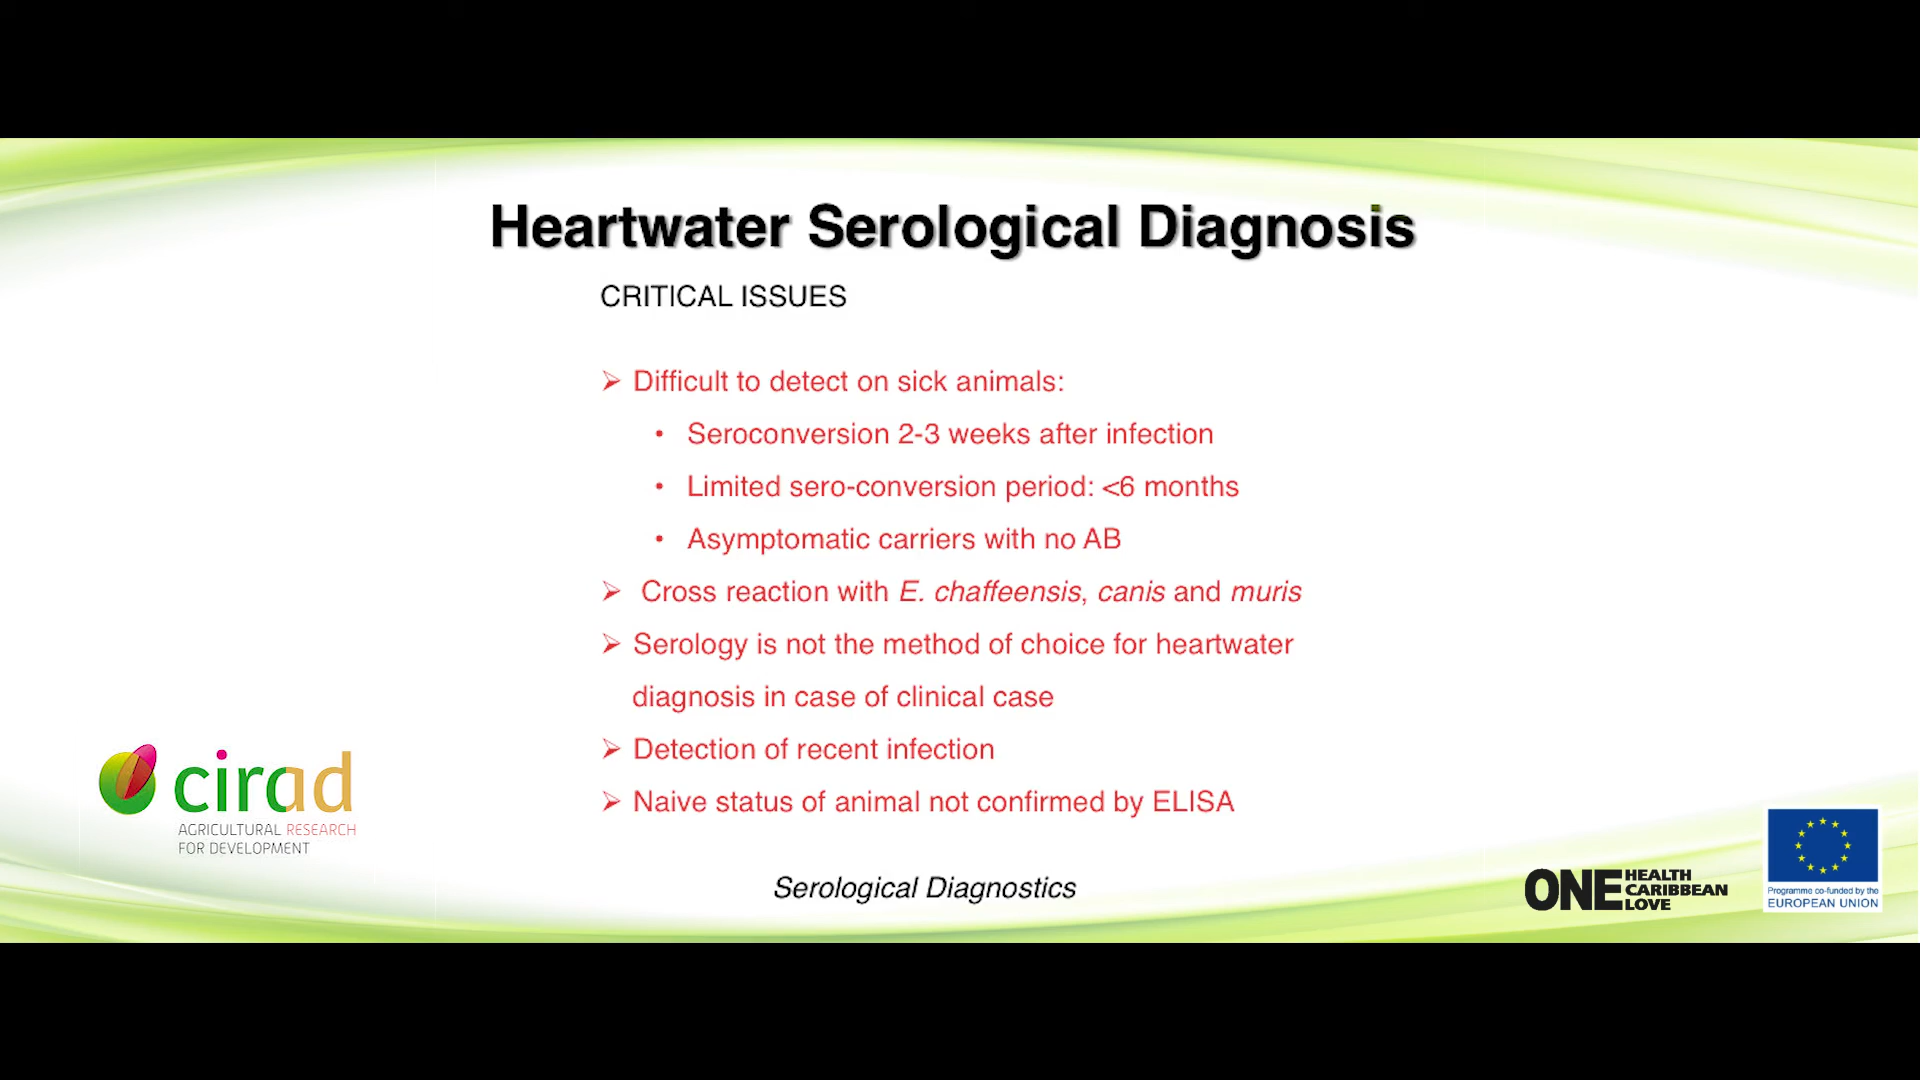 Heartwater Serological Diagnosis
CRITICAL ISSUES
➢ Difficult to detect on sick animals:
• Seroconversion 2-3 weeks after infection
• Limited sero-conversion period: <6 months
• Asymptomatic carriers with no AB
➢ Cross reaction with E. chaffeensis, canis and muris
➢ Serology is not the method of choice for heartwater
diagnosis in case of clinical case
➢ Detection of recent infection
➢ Naive status of animal not confirmed by ELISA
cirad
AGRICULTURAL RESEARCH
FOR DEVELOPMENT
Serological Diagnostics
ONE HEALTH
CARIBBEAN
LOVE
Programme co-funded by the
EUROPEAN UNION